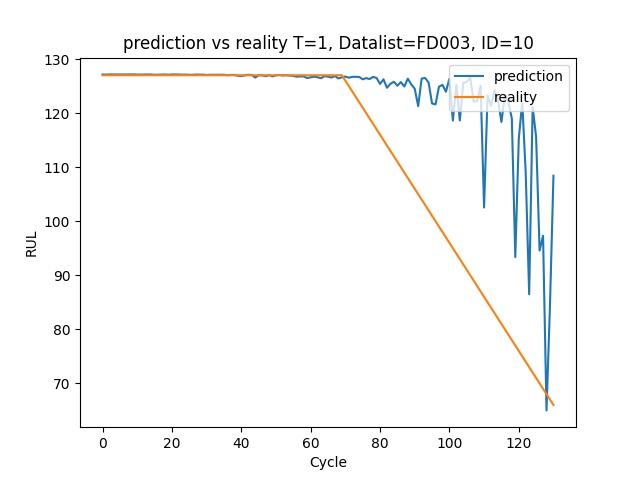 prediction vs reality T=1, Datalist=FD003, ID=10
prediction
reality
130
120
110
100
90
80
70
RUL
0 20 40 60 80 100 120
Cycle